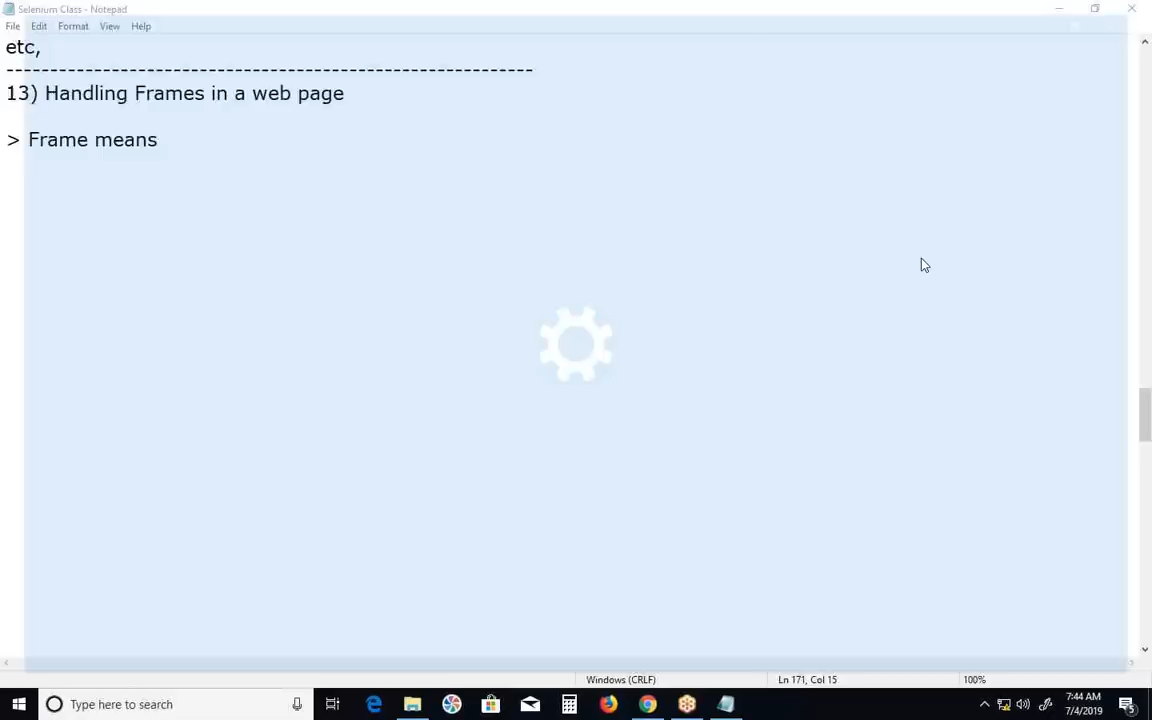 Selenium Class - Notepad
File Edit Format View Help
etc,
------------------------------------------------------------
13) Handling Frames in a web page
> Frame means
Windows (CRLF) Ln 171, Col 15 100%
Type here to search
7:44 AM
7/4/2019
5